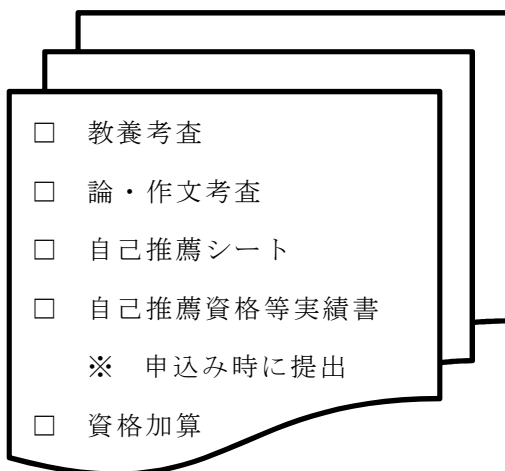 □ 教養考査
□ 論・作文考査
□ 自己推薦シート
□ 自己推薦資格等実績書
※ 申込み時に提出
□ 資格加算